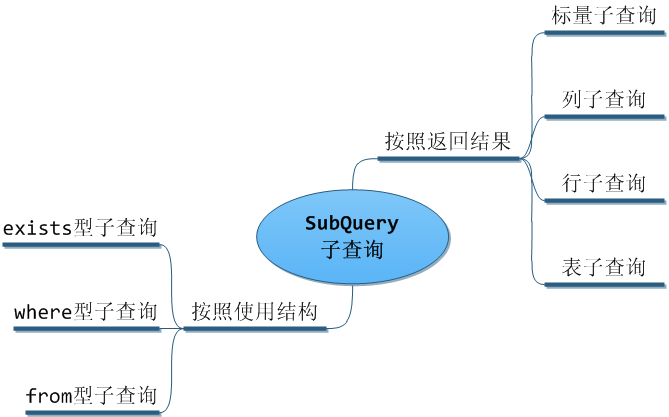 标量子查询
列子查询
按照返回结果
行子查询
SubQuery
子查询
exists型子查询
表子查询
where型子查询
按照使用结构
from型子查询